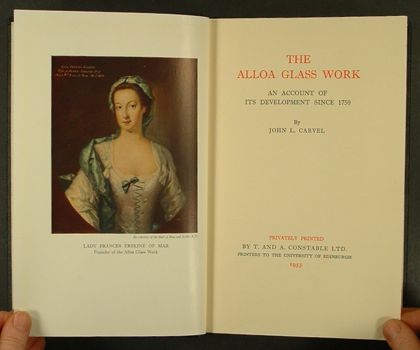 LADY FRANCES ERSKINE OF MAR
Founder of the Alloa Glass Work
THE
ALLOA GLASS WORK
AN ACCOUNT OF
ITS DEVELOPMENT SINCE 1750
By
JOHN L. CARVEL
PRIVATELY PRINTED
BY T. AND A. CONSTABLE LTD.
PRINTERS TO THE UNIVERSITY OF EDINBURGH
1953